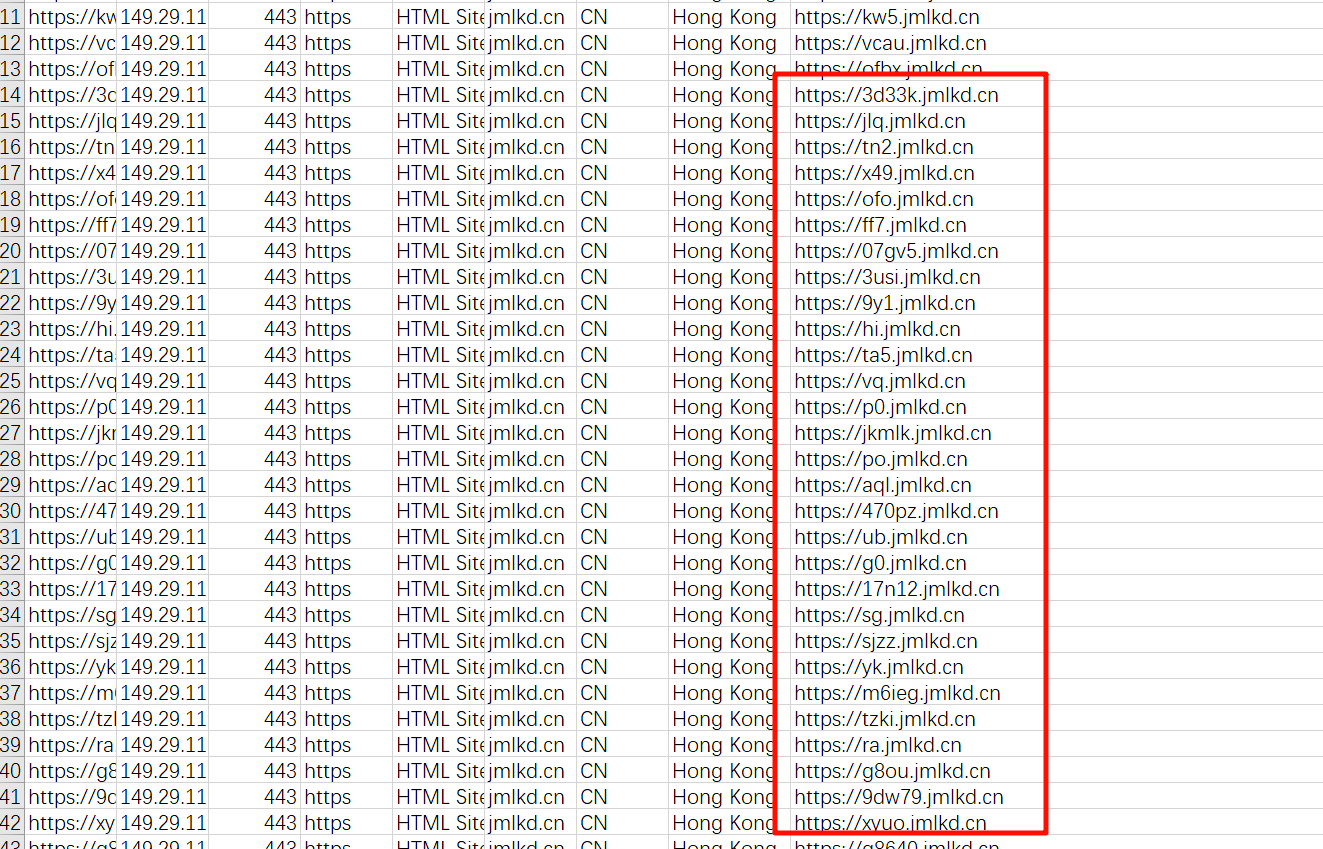 11 https://kw 149.29.11 443 https HTML Site jmlkd.cn CN Hong Kong https://kw5.jmlkd.cn
12 https://vc 149.29.11 443 https HTML Site jmlkd.cn CN Hong Kong https://vcau.jmlkd.cn
13 https://of 149.29.11 443 https HTML Site jmlkd.cn CN Hong Kong https://ofbx.jmlkd.cn
14 https://3d 149.29.11 443 https HTML Site jmlkd.cn CN Hong Kong https://3d33k.jmlkd.cn
15 https://jlq 149.29.11 443 https HTML Site jmlkd.cn CN Hong Kong https://jlq.jmlkd.cn
16 https://tn 149.29.11 443 https HTML Site jmlkd.cn CN Hong Kong https://tn2.jmlkd.cn
17 https://x4 149.29.11 443 https HTML Site jmlkd.cn CN Hong Kong https://x49.jmlkd.cn
18 https://ofo 149.29.11 443 https HTML Site jmlkd.cn CN Hong Kong https://ofo.jmlkd.cn
19 https://ff7 149.29.11 443 https HTML Site jmlkd.cn CN Hong Kong https://ff7.jmlkd.cn
20 https://07 149.29.11 443 https HTML Site jmlkd.cn CN Hong Kong https://07gv5.jmlkd.cn
21 https://3u 149.29.11 443 https HTML Site jmlkd.cn CN Hong Kong https://3usi.jmlkd.cn
22 https://9y 149.29.11 443 https HTML Site jmlkd.cn CN Hong Kong https://9y1.jmlkd.cn
23 https://hi. 149.29.11 443 https HTML Site jmlkd.cn CN Hong Kong https://hi.jmlkd.cn
24 https://ta 149.29.11 443 https HTML Site jmlkd.cn CN Hong Kong https://ta5.jmlkd.cn
25 https://vq 149.29.11 443 https HTML Site jmlkd.cn CN Hong Kong https://vq.jmlkd.cn
26 https://p0 149.29.11 443 https HTML Site jmlkd.cn CN Hong Kong https://p0.jmlkd.cn
27 https://jk 149.29.11 443 https HTML Site jmlkd.cn CN Hong Kong https://jkmlk.jmlkd.cn
28 https://po 149.29.11 443 https HTML Site jmlkd.cn CN Hong Kong https://po.jmlkd.cn
29 https://aq 149.29.11 443 https HTML Site jmlkd.cn CN Hong Kong https://aql.jmlkd.cn
30 https://47 149.29.11 443 https HTML Site jmlkd.cn CN Hong Kong https://470pz.jmlkd.cn
31 https://ub 149.29.11 443 https HTML Site jmlkd.cn CN Hong Kong https://ub.jmlkd.cn
32 https://g0 149.29.11 443 https HTML Site jmlkd.cn CN Hong Kong https://g0.jmlkd.cn
33 https://17 149.29.11 443 https HTML Site jmlkd.cn CN Hong Kong https://17n12.jmlkd.cn
34 https://sg 149.29.11 443 https HTML Site jmlkd.cn CN Hong Kong https://sg.jmlkd.cn
35 https://sjz 149.29.11 443 https HTML Site jmlkd.cn CN Hong Kong https://sjzz.jmlkd.cn
36 https://yk 149.29.11 443 https HTML Site jmlkd.cn CN Hong Kong https://yk.jmlkd.cn
37 https://m6 149.29.11 443 https HTML Site jmlkd.cn CN Hong Kong https://m6ieg.jmlkd.cn
38 https://tzk 149.29.11 443 https HTML Site jmlkd.cn CN Hong Kong https://tzki.jmlkd.cn
39 https://ra 149.29.11 443 https HTML Site jmlkd.cn CN Hong Kong https://ra.jmlkd.cn
40 https://g8 149.29.11 443 https HTML Site jmlkd.cn CN Hong Kong https://g8ou.jmlkd.cn
41 https://9d 149.29.11 443 https HTML Site jmlkd.cn CN Hong Kong https://9dw79.jmlkd.cn
42 https://xy 149.29.11 443 https HTML Site jmlkd.cn CN Hong Kong